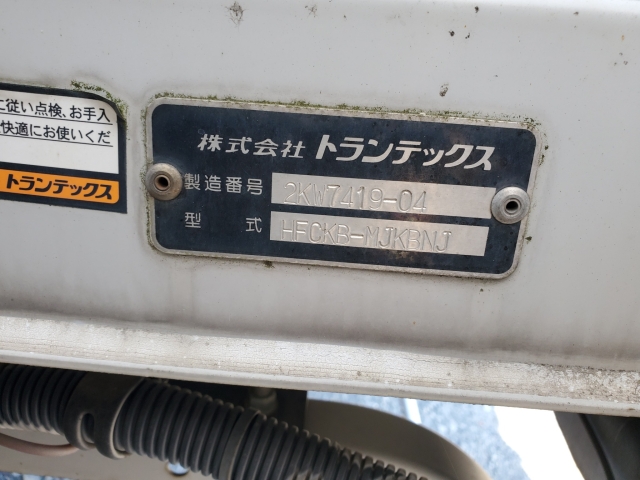 に従い点検、お手入
快適にお使いくだ
トランテックス
株式会社 トランテックス
製造番号 2KW7419-04
型式 HFCKB-MJKBNJ